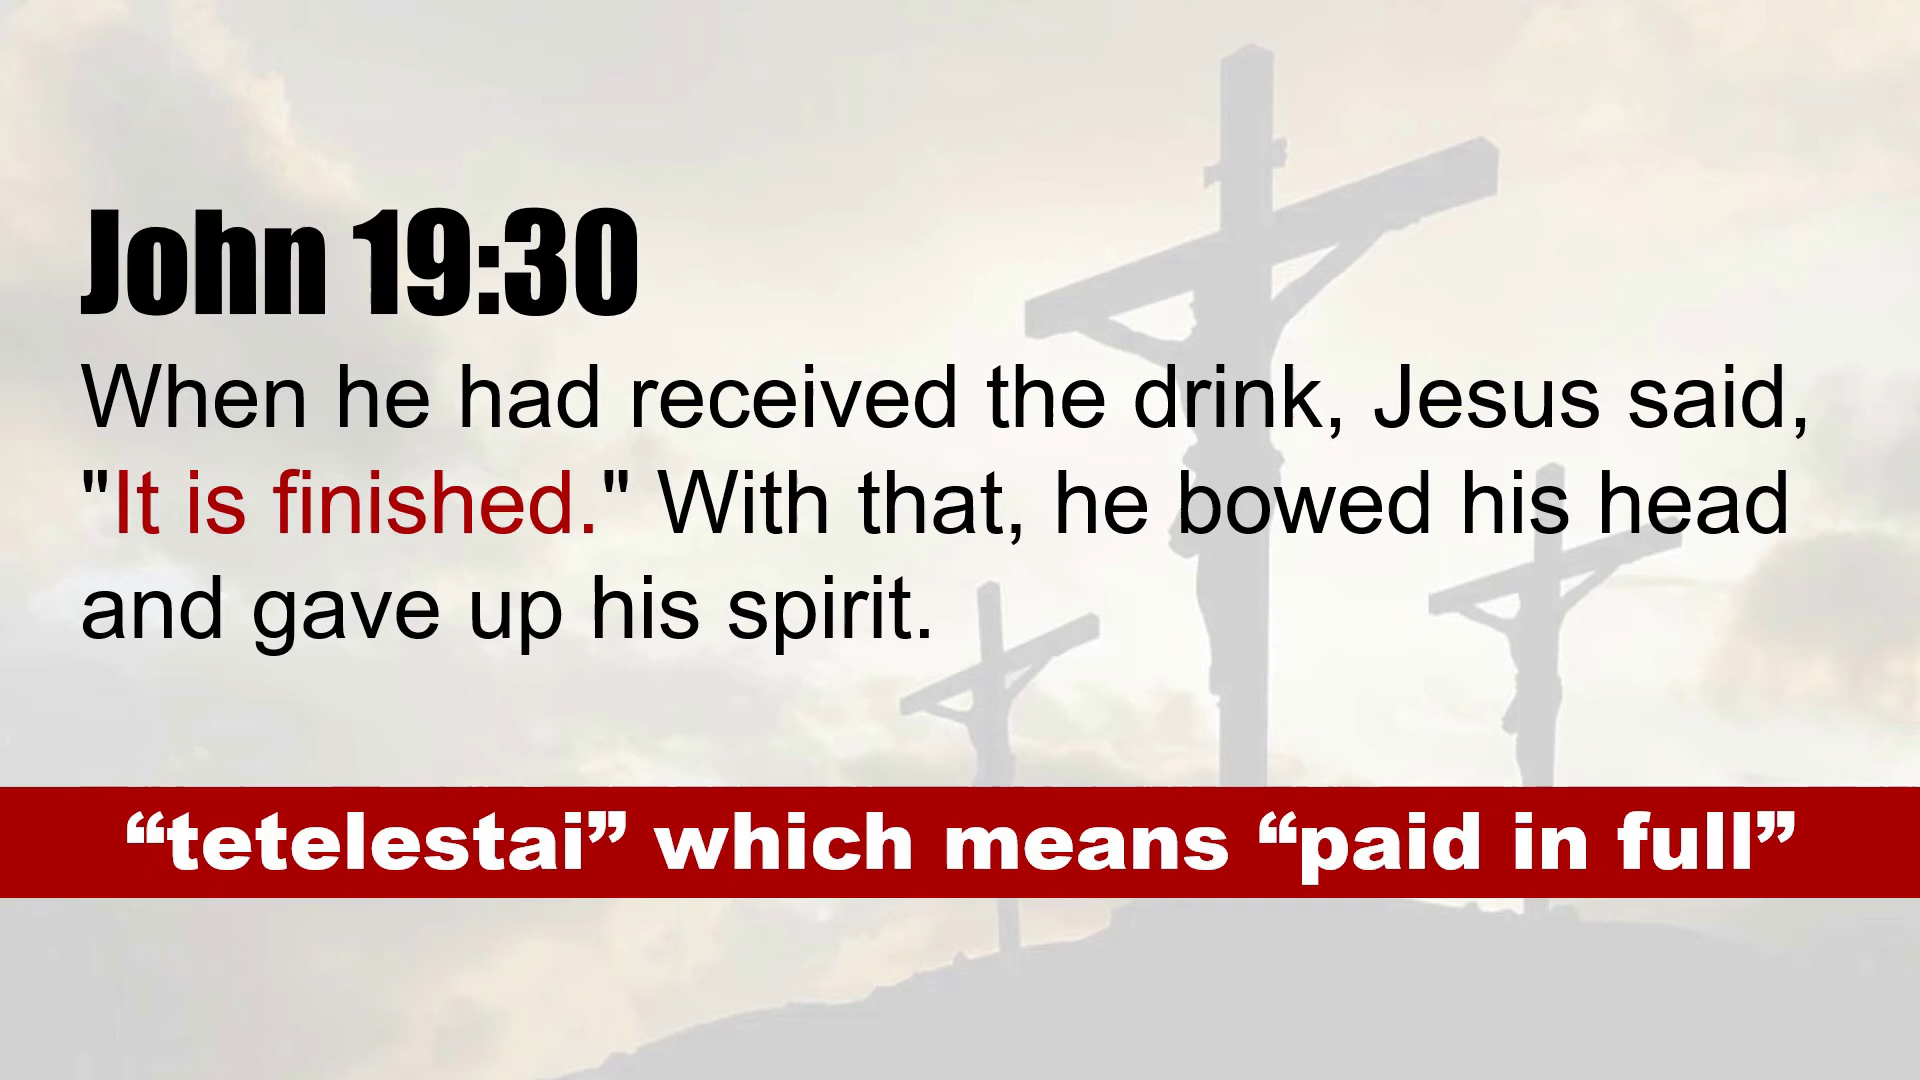 John 19:30
When he had received the drink, Jesus said,
"It is finished." With that, he bowed his head
and gave up his spirit.
“tetelestai” which means “paid in full”